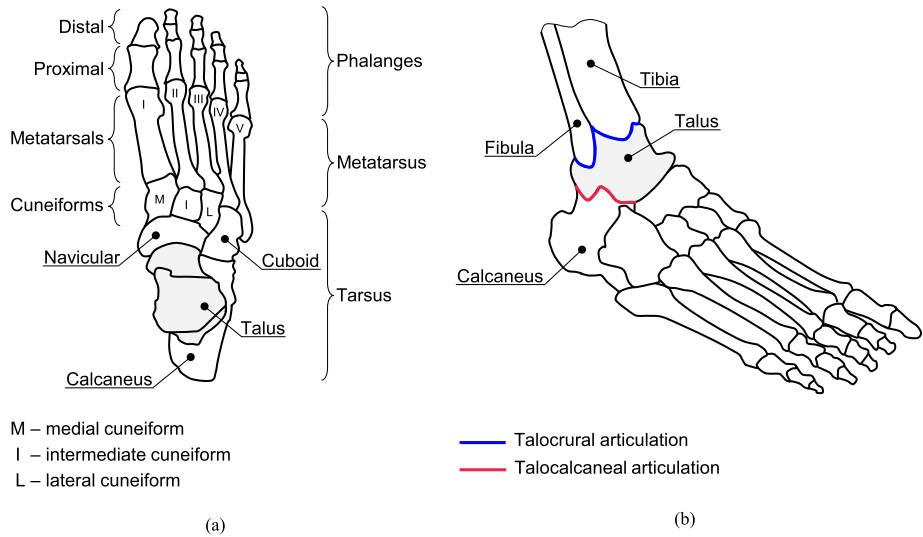 Distal
Proximal
Metatarsals
Cuneiforms
Navicular
Calcaneus
I
II
III
IV
V
M
I
L
Phalanges
Metatarsus
Tarsus
Cuboid
Talus
M – medial cuneiform
I – intermediate cuneiform
L – lateral cuneiform
(a)
Tibia
Talus
Fibula
Calcaneus
Talocrural articulation
Talocalcaneal articulation
(b)